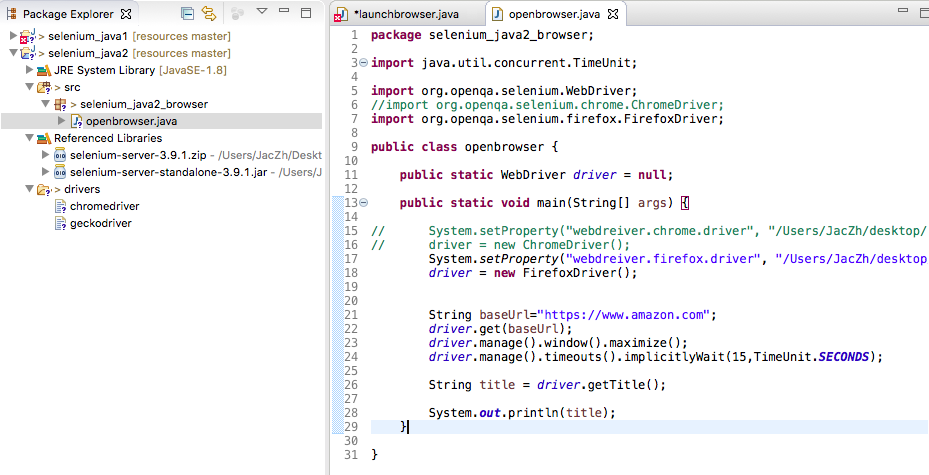 Package Explorer
> selenium_java1 [resources master]
> selenium_java2 [resources master]
JRE System Library [JavaSE-1.8]
> src
> selenium_java2_browser
openbrowser.java
Referenced Libraries
selenium-server-3.9.1.zip - /Users/JacZh/Deskt
selenium-server-standalone-3.9.1.jar - /Users/J
> drivers
chromedriver
geckodriver
*launchbrowser.java
openbrowser.java
1 package selenium_java2_browser;
2
3 import java.util.concurrent.TimeUnit;
4
5 import org.openqa.selenium.WebDriver;
6 //import org.openqa.selenium.chrome.ChromeDriver;
7 import org.openqa.selenium.firefox.FirefoxDriver;
8
9 public class openbrowser {
10
11 public static WebDriver driver = null;
12
13 public static void main(String[] args) {
14
15 // System.setProperty("webdreiver.chrome.driver", "/Users/JacZh/desktop/
16 // driver = new ChromeDriver();
17 System.setProperty("webdreiver.firefox.driver", "/Users/JacZh/desktop
18 driver = new FirefoxDriver();
19
20
21 String baseUrl="https://www.amazon.com";
22 driver.get(baseUrl);
23 driver.manage().window().maximize();
24 driver.manage().timeouts().implicitlyWait(15,TimeUnit.SECONDS);
25
26 String title = driver.getTitle();
27
28 System.out.println(title);
29 }
30
31 }